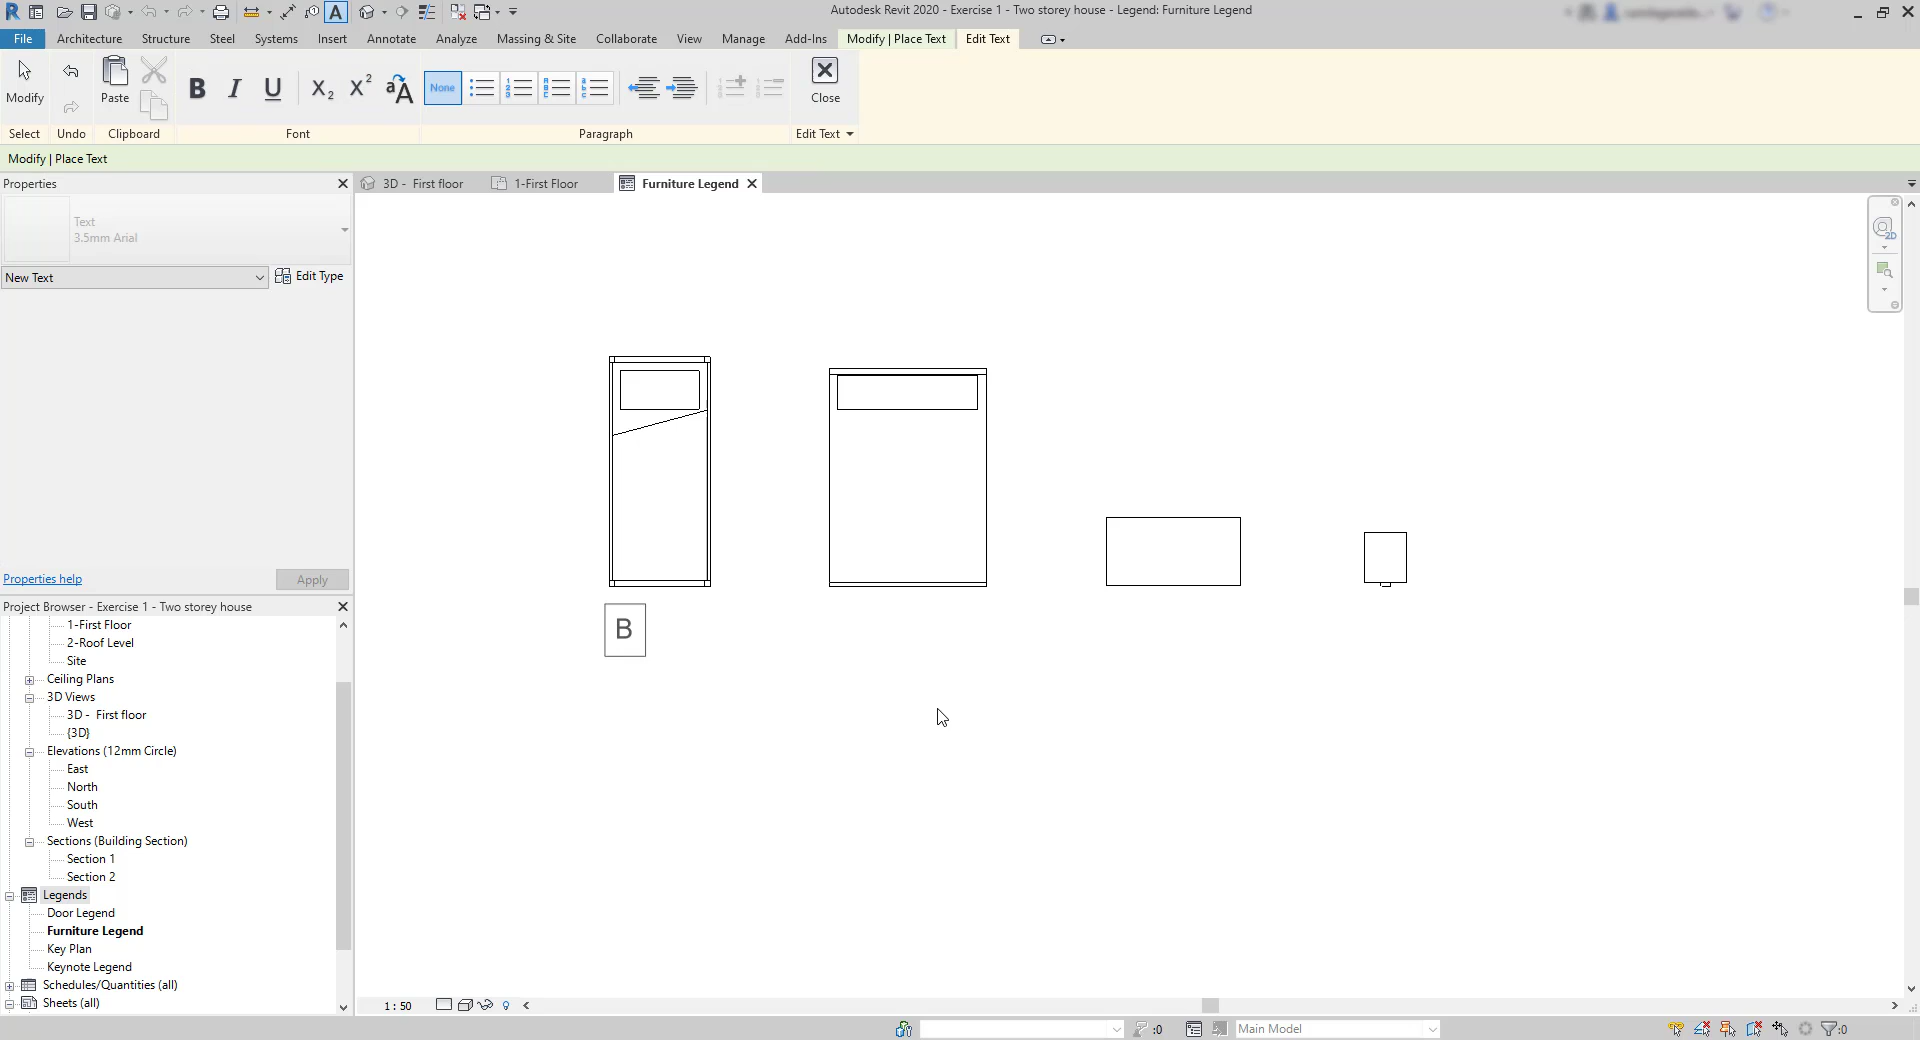 Autodesk Revit 2020 - Exercise 1 - Two storey house - Legend: Furniture Legend
File Architecture Structure Steel Systems Insert Annotate Analyze Massing & Site Collaborate View Manage Add-Ins Modify | Place Text Edit Text
Modify
Paste
B I U X2 X2 aA
None
Close
Select Undo Clipboard Font Paragraph Edit Text
Modify | Place Text
Properties
3D - First floor 1-First Floor Furniture Legend
Text
3.5mm Arial
New Text Edit Type
2D
B
Properties help Apply
Project Browser - Exercise 1 - Two storey house
1-First Floor
2-Roof Level
Site
Ceiling Plans
3D Views
3D - First floor
{3D}
Elevations (12mm Circle)
East
North
South
West
Sections (Building Section)
Section 1
Section 2
Legends
Door Legend
Furniture Legend
Key Plan
Keynote Legend
Schedules/Quantities (all)
Sheets (all)
1 : 50
:0 Main Model :0